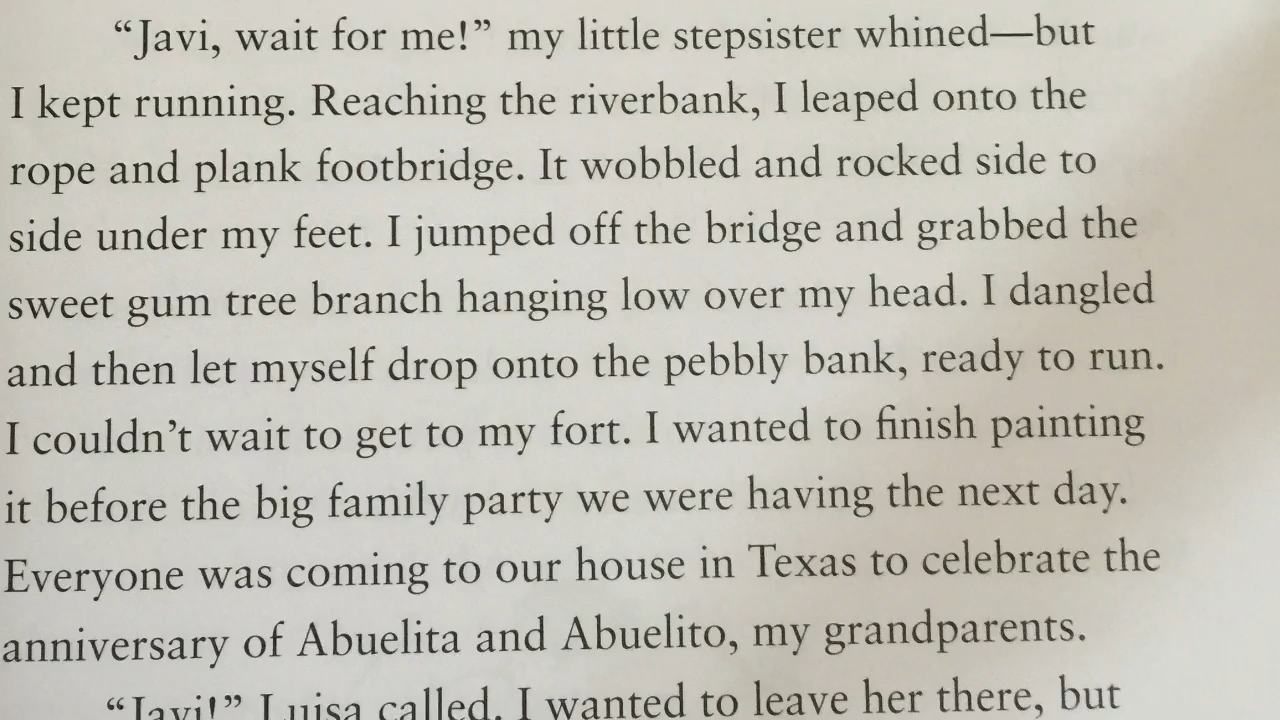 “Javi, wait for me!” my little stepsister whined—but
I kept running. Reaching the riverbank, I leaped onto the
rope and plank footbridge. It wobbled and rocked side to
side under my feet. I jumped off the bridge and grabbed the
sweet gum tree branch hanging low over my head. I dangled
and then let myself drop onto the pebbly bank, ready to run.
I couldn’t wait to get to my fort. I wanted to finish painting
it before the big family party we were having the next day.
Everyone was coming to our house in Texas to celebrate the
anniversary of Abuelita and Abuelito, my grandparents.
“Javi!” Luisa called. I wanted to leave her there, but